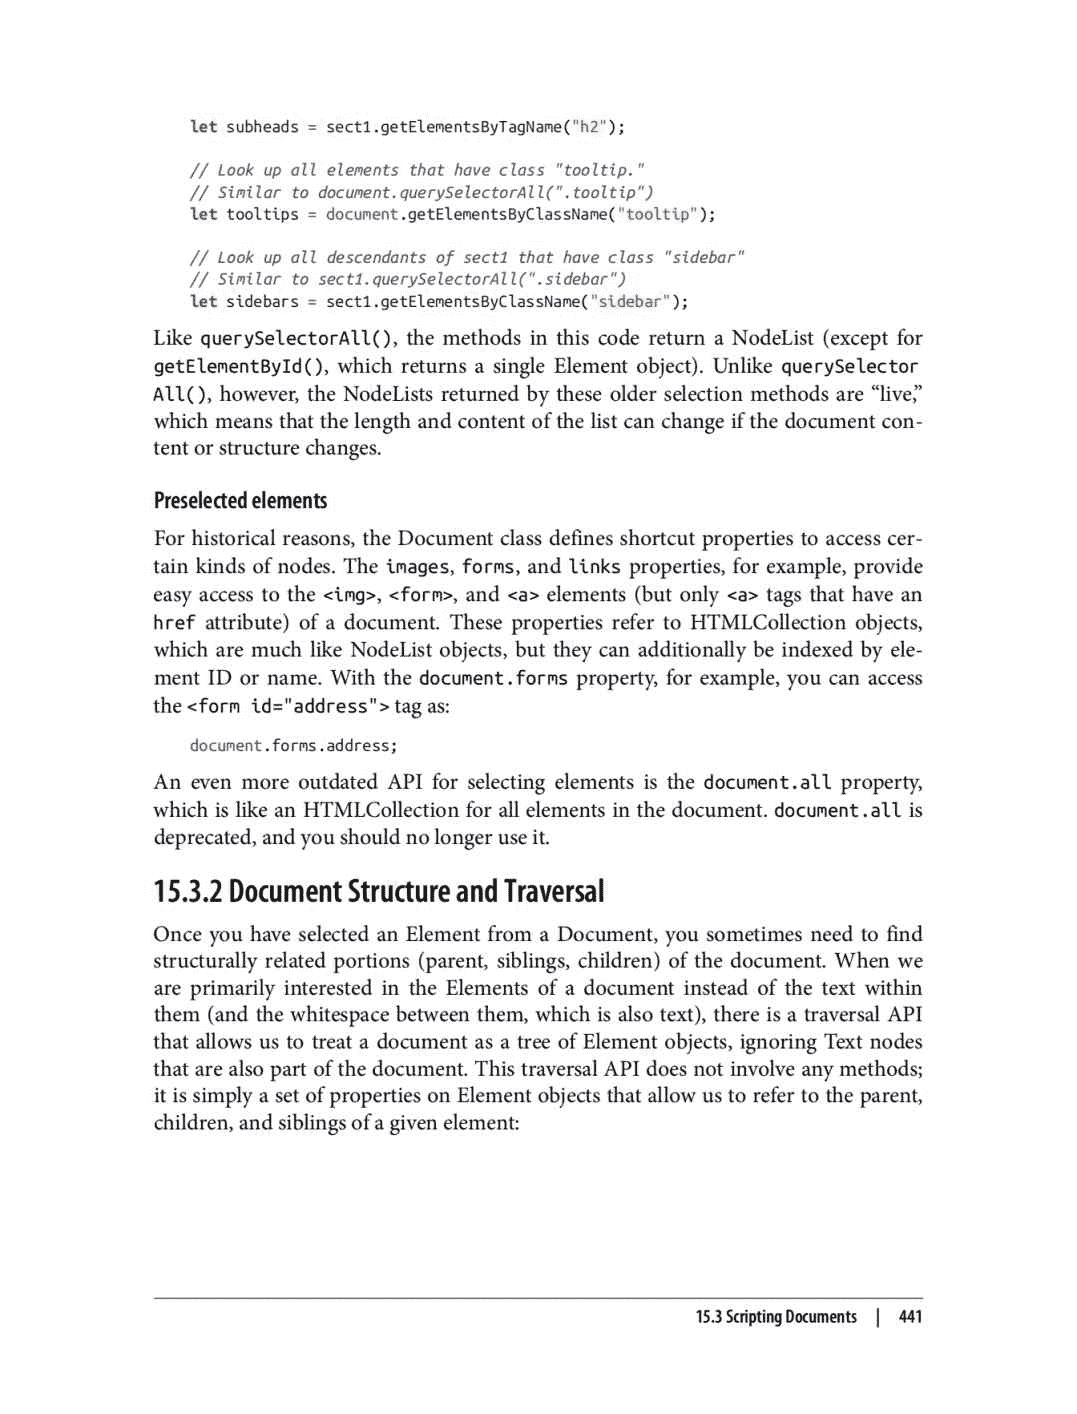 let subheads = sect1.getElementsByTagName("h2");
// Look up all elements that have class "tooltip."
// Similar to document.querySelectorAll(".tooltip")
let tooltips = document.getElementsByClassName("tooltip");
// Look up all descendants of sect1 that have class "sidebar"
// Similar to sect1.querySelectorAll(".sidebar")
let sidebars = sect1.getElementsByClassName("sidebar");
Like querySelectorAll(), the methods in this code return a NodeList (except for
getElementById(), which returns a single Element object). Unlike querySelector
All(), however, the NodeLists returned by these older selection methods are “live,”
which means that the length and content of the list can change if the document con-
tent or structure changes.
Preselected elements
For historical reasons, the Document class defines shortcut properties to access cer-
tain kinds of nodes. The images, forms, and links properties, for example, provide
easy access to the <img>, <form>, and <a> elements (but only <a> tags that have an
href attribute) of a document. These properties refer to HTMLCollection objects,
which are much like NodeList objects, but they can additionally be indexed by ele-
ment ID or name. With the document.forms property, for example, you can access
the <form id="address"> tag as:
document.forms.address;
An even more outdated API for selecting elements is the document.all property,
which is like an HTMLCollection for all elements in the document. document.all is
deprecated, and you should no longer use it.
15.3.2 Document Structure and Traversal
Once you have selected an Element from a Document, you sometimes need to find
structurally related portions (parent, siblings, children) of the document. When we
are primarily interested in the Elements of a document instead of the text within
them (and the whitespace between them, which is also text), there is a traversal API
that allows us to treat a document as a tree of Element objects, ignoring Text nodes
that are also part of the document. This traversal API does not involve any methods;
it is simply a set of properties on Element objects that allow us to refer to the parent,
children, and siblings of a given element:
15.3 Scripting Documents | 441